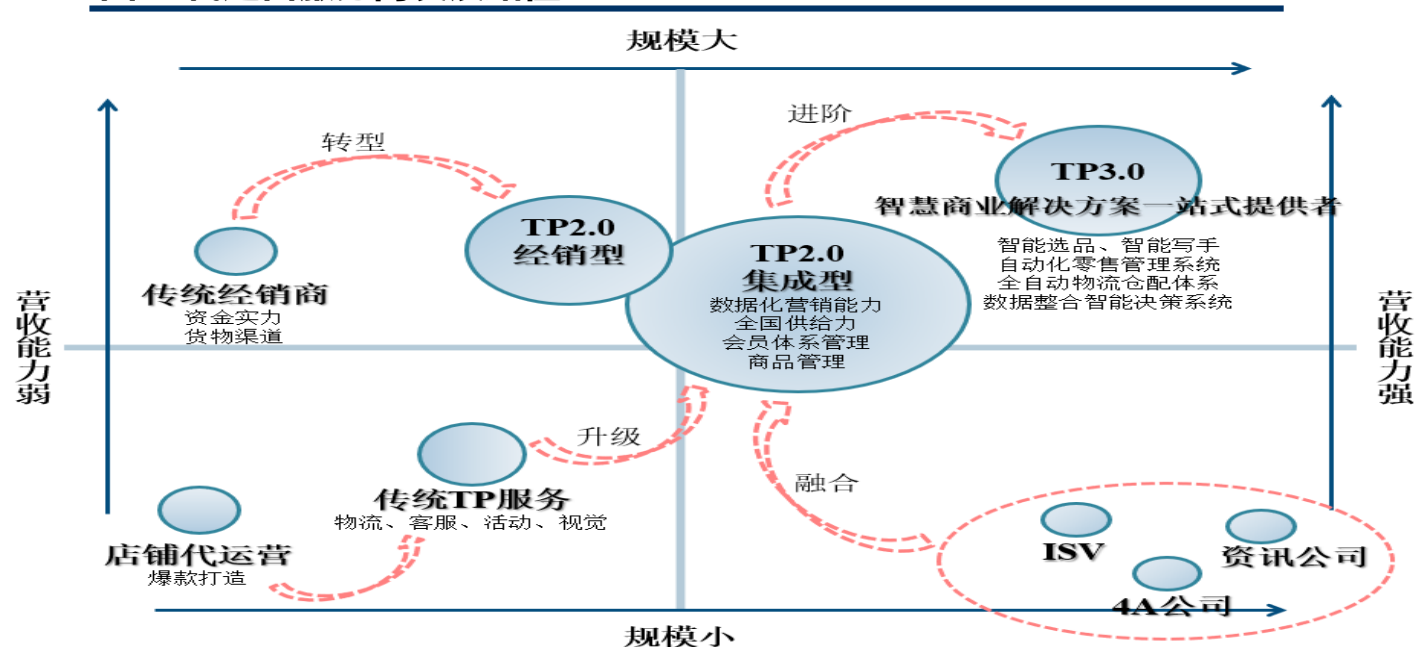 规模大
进阶
转型
TP3.0
智慧商业解决方案一站式提供者
智能选品、智能写手
自动化零售管理系统
全自动物流仓配体系
数据整合智能决策系统
TP2.0
经销型
TP2.0
集成型
数据化营销能力
全国供给力
会员体系管理
商品管理
传统经销商
资金实力
货物渠道
营收能力弱
营收能力强
升级
融合
传统TP服务
物流、客服、活动、视觉
店铺代运营
爆款打造
ISV
资讯公司
4A公司
规模小